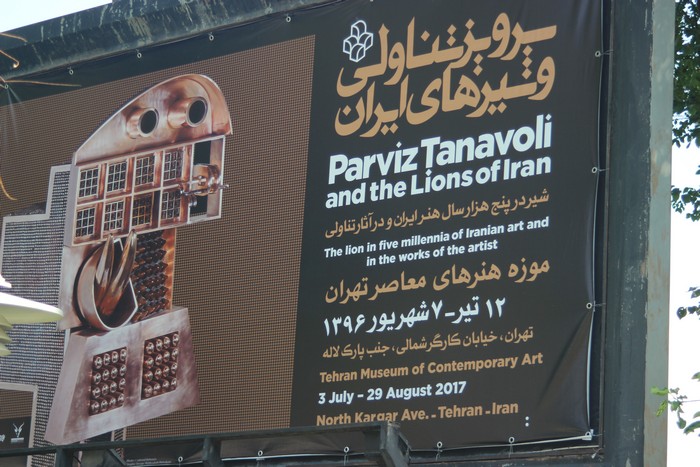 پرویز تناولی
و شیرهای ایران
Parviz Tanavoli
and the Lions of Iran
شیر در پنج هزار سال هنر ایران و در آثار تناولی
The lion in five millennia of Iranian art and
in the works of the artist
موزه هنرهای معاصر تهران
۱۲ تیر - ۷ شهریور ۱۳۹۶
تهران، خیابان کارگر شمالی، جنب پارک لاله
Tehran Museum of Contemporary Art
3 July - 29 August 2017
North Kargar Ave. - Tehran - Iran